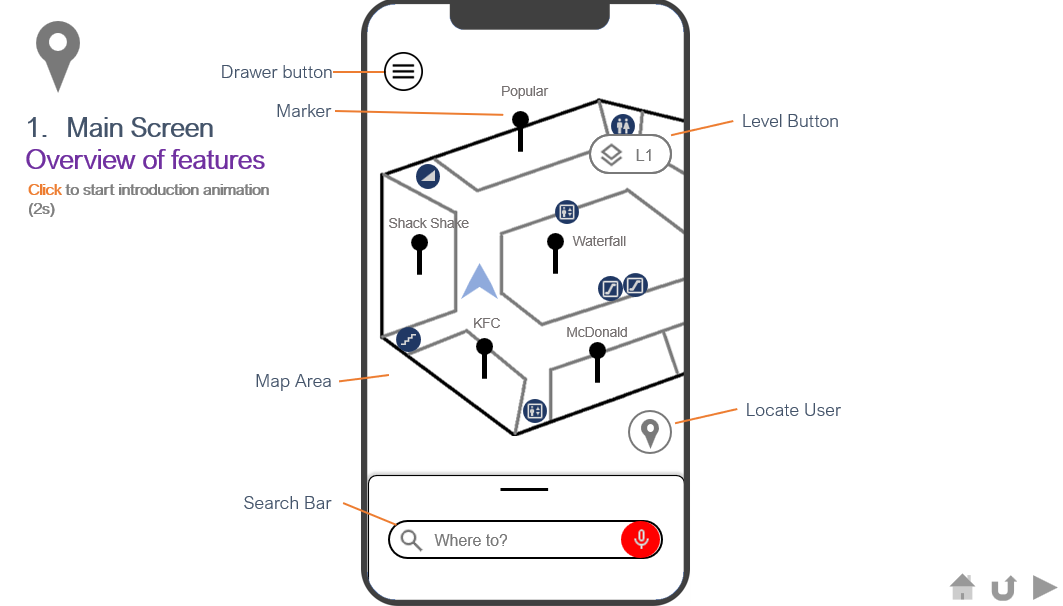 Drawer button
Popular
Marker
1. Main Screen
Level Button
Overview of features
L1
Click to start introduction animation
(2s)
Shack Shake
Waterfall
KFC
McDonald
Map Area
Locate User
Search Bar
Where to?